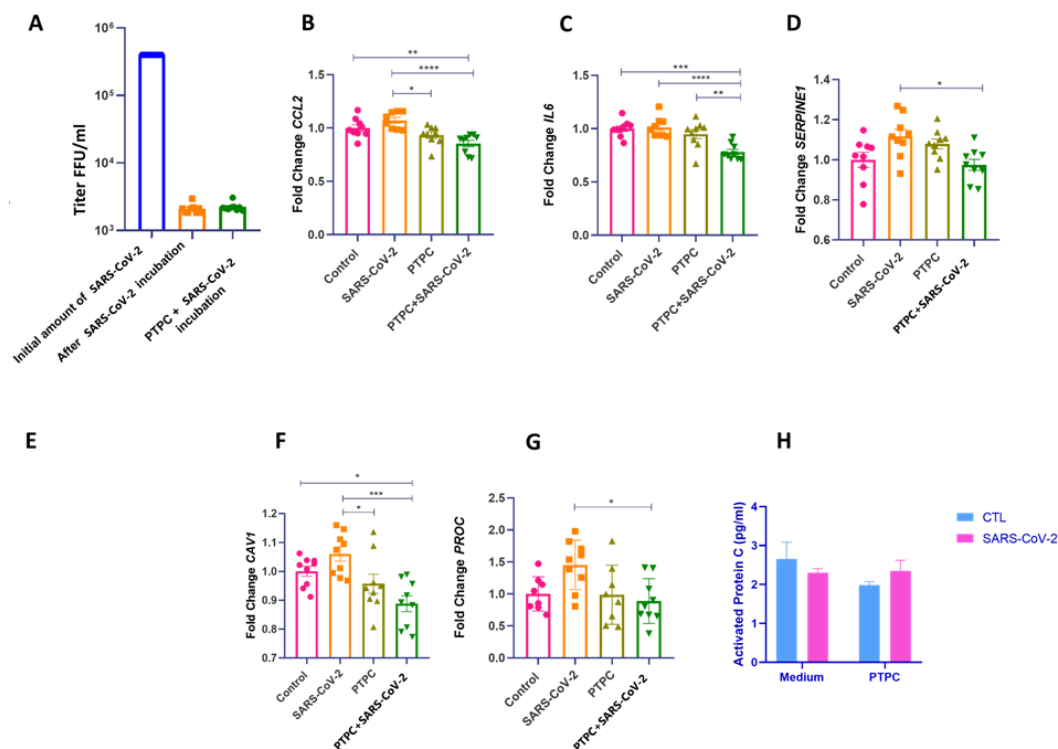 A
Titer FFU/ml
10⁶
10⁵
10⁴
10³
Initial amount of SARS-CoV-2
After SARS-CoV-2 incubation
PTPC + SARS-CoV-2
incubation
B
Fold Change CCL2
1.5
1.0
0.5
0.0
**
****
*
Control
SARS-CoV-2
PTPC
PTPC+SARS-CoV-2
C
Fold Change IL6
1.5
1.0
0.5
0.0
***
****
**
Control
SARS-CoV-2
PTPC
PTPC+SARS-CoV-2
D
Fold Change SERPINE1
1.4
1.2
1.0
0.8
0.6
*
Control
SARS-CoV-2
PTPC
PTPC+SARS-CoV-2
E
F
Fold Change CAV1
1.2
1.1
1.0
0.9
0.8
0.7
*
***
*
Control
SARS-CoV-2
PTPC
PTPC+SARS-CoV-2
G
Fold Change PROC
2.5
2.0
1.5
1.0
0.5
0.0
*
Control
SARS-CoV-2
PTPC
PTPC+SARS-CoV-2
H
Activated Protein C (pg/ml)
4
3
2
1
0
Medium
PTPC
CTL
SARS-CoV-2